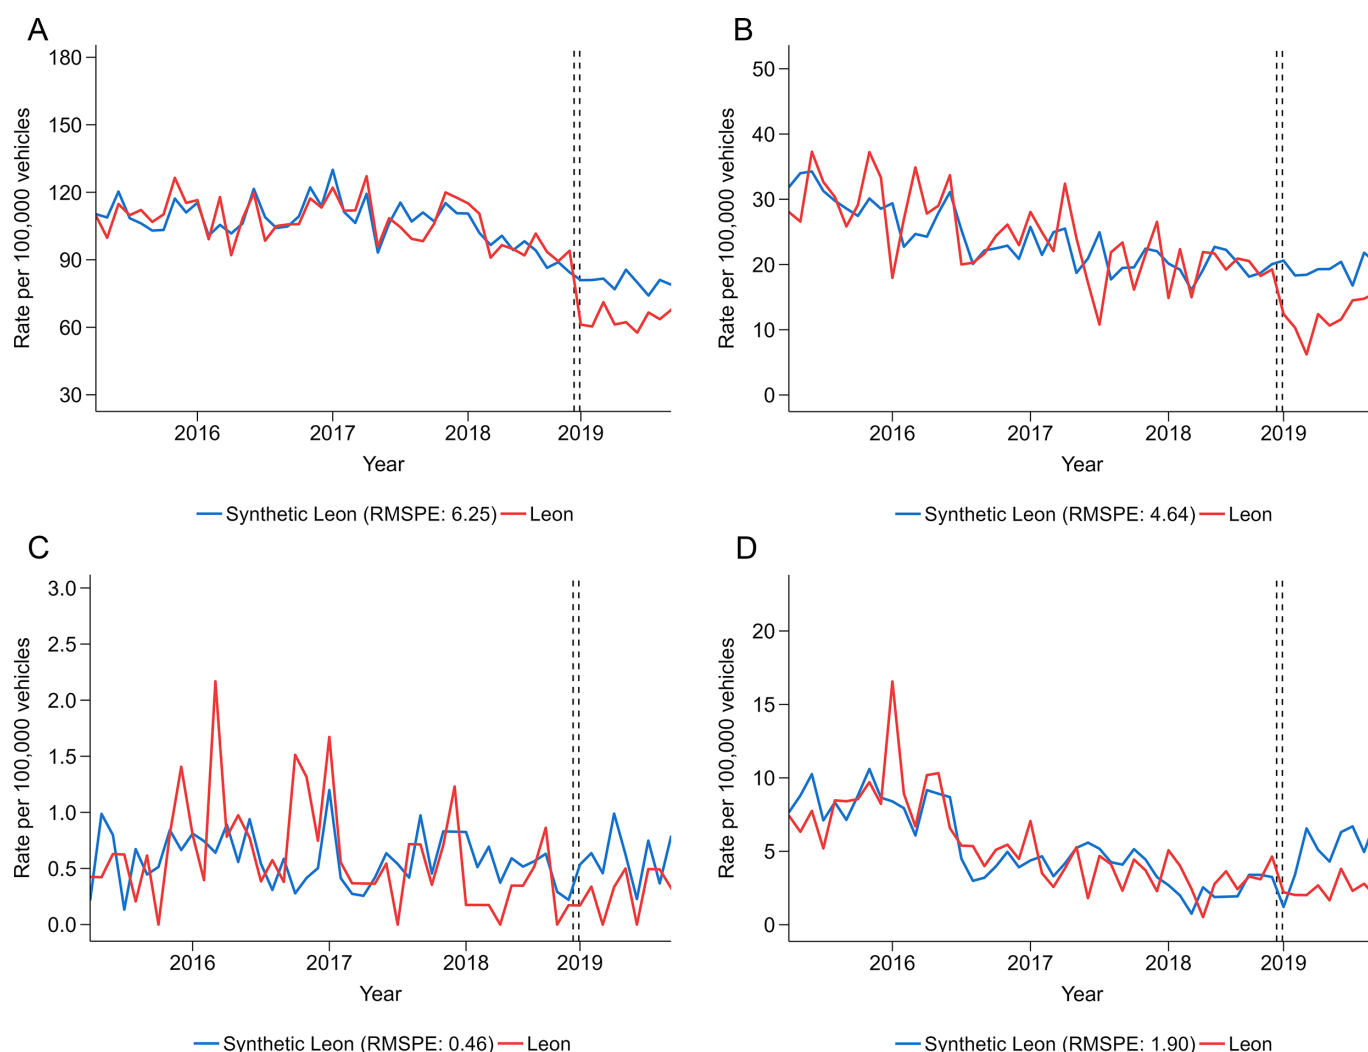 A
Rate per 100,000 vehicles
180
150
120
90
60
30
2016 2017 2018 2019
Year
Synthetic Leon (RMSPE: 6.25) Leon
B
Rate per 100,000 vehicles
50
40
30
20
10
0
2016 2017 2018 2019
Year
Synthetic Leon (RMSPE: 4.64) Leon
C
Rate per 100,000 vehicles
3.0
2.5
2.0
1.5
1.0
0.5
0.0
2016 2017 2018 2019
Year
Synthetic Leon (RMSPE: 0.46) Leon
D
Rate per 100,000 vehicles
20
15
10
5
0
2016 2017 2018 2019
Year
Synthetic Leon (RMSPE: 1.90) Leon